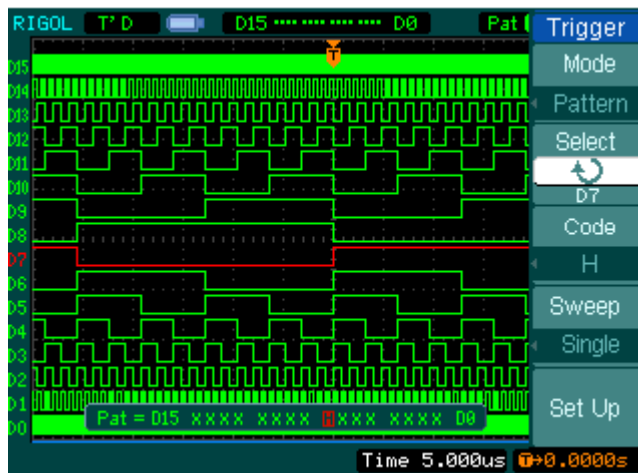 RIGOL T'D D15 ···· ···· ···· ···· D0 Pat
Trigger
Mode
Pattern
Select
D7
Code
H
Sweep
Single
Set Up
T
D15
D14
D13
D12
D11
D10
D9
D8
D7
D6
D5
D4
D3
D2
D1
D0
Pat = D15 XXXX XXXX HXXX XXXX D0
Time 5.000us T→0.0000s